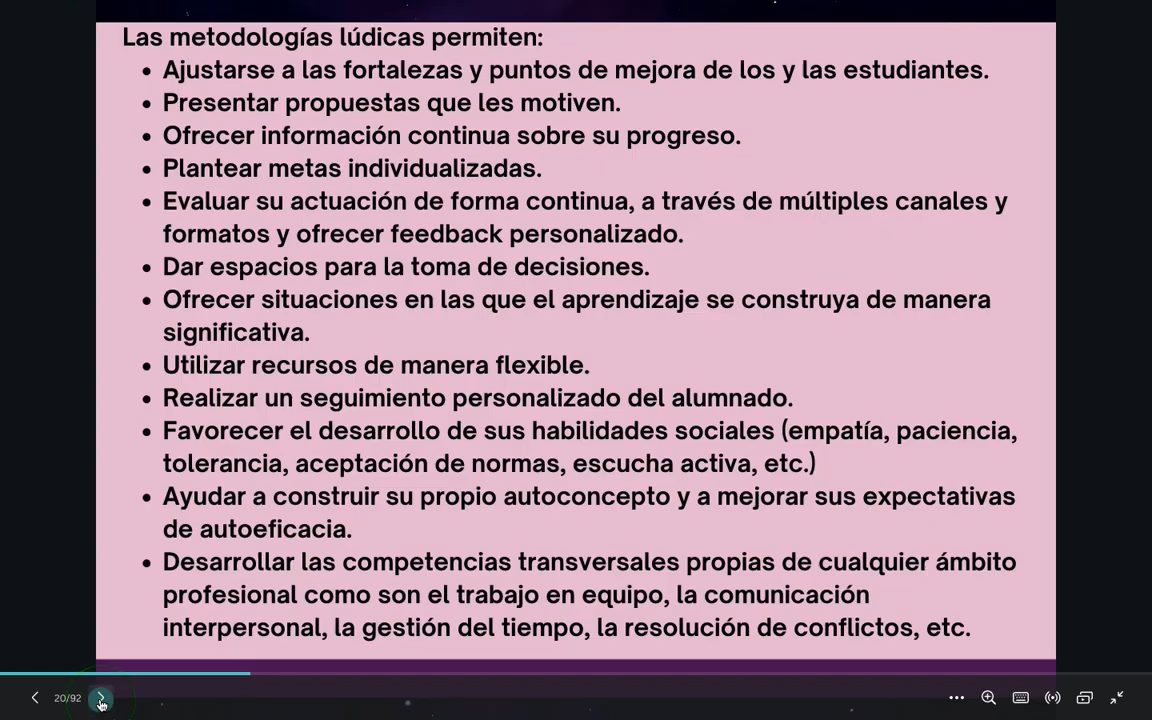 Las metodologías lúdicas permiten:
• Ajustarse a las fortalezas y puntos de mejora de los y las estudiantes.
• Presentar propuestas que les motiven.
• Ofrecer información continua sobre su progreso.
• Plantear metas individualizadas.
• Evaluar su actuación de forma continua, a través de múltiples canales y
formatos y ofrecer feedback personalizado.
• Dar espacios para la toma de decisiones.
• Ofrecer situaciones en las que el aprendizaje se construya de manera
significativa.
• Utilizar recursos de manera flexible.
• Realizar un seguimiento personalizado del alumnado.
• Favorecer el desarrollo de sus habilidades sociales (empatía, paciencia,
tolerancia, aceptación de normas, escucha activa, etc.)
• Ayudar a construir su propio autoconcepto y a mejorar sus expectativas
de autoeficacia.
• Desarrollar las competencias transversales propias de cualquier ámbito
profesional como son el trabajo en equipo, la comunicación
interpersonal, la gestión del tiempo, la resolución de conflictos, etc.
20/92